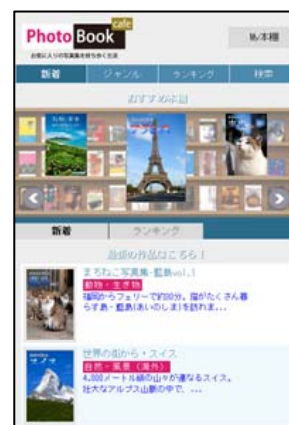 Photo Book cafe
お気に入りの写真集を持ち歩く生活
My本棚
新着 ジャンル ランキング 検索
おすすめ本棚
新着 ランキング
最新の作品はこちら！
まちねこ写真集-藍島vol.1
動物・生き物
福岡からフェリーで約00分。猫がたくさん暮
らす島・藍島(あいのしま)を訪れま...
世界の街から・スイス
自然・風景（海外）
4,000メートル級の山々が連なるスイス。
壮大なアルプス山脈の中で、...